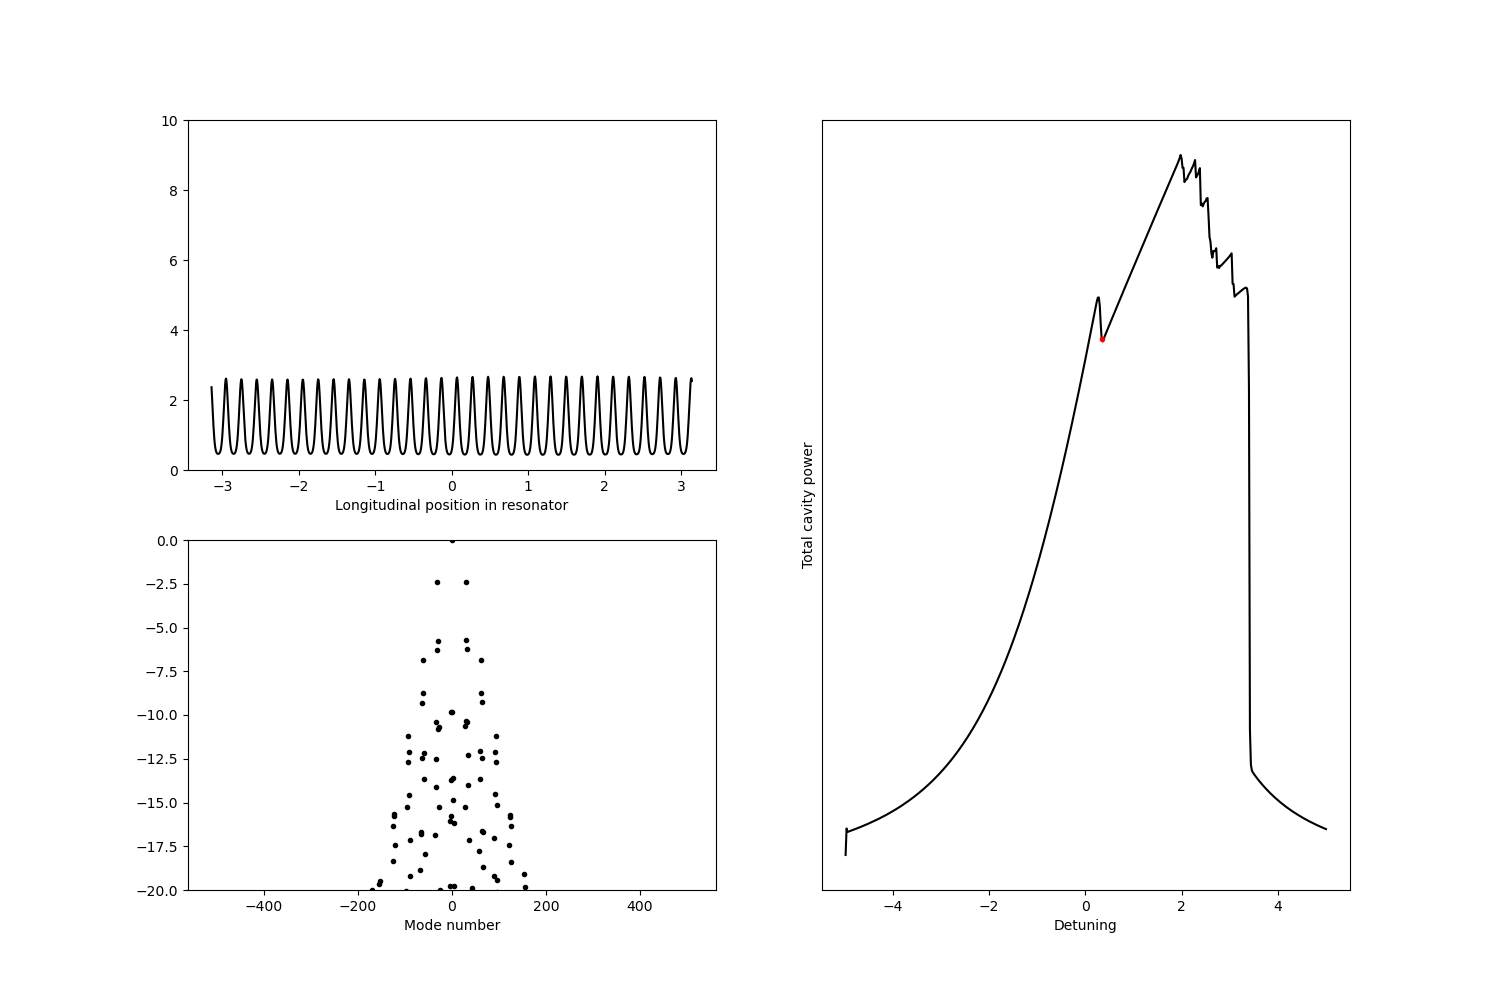 10
8
6
4
2
0
−3 −2 −1 0 1 2 3
Longitudinal position in resonator
0.0
−2.5
−5.0
−7.5
−10.0
−12.5
−15.0
−17.5
−20.0
−400 −200 0 200 400
Mode number
Total cavity power
−4 −2 0 2 4
Detuning